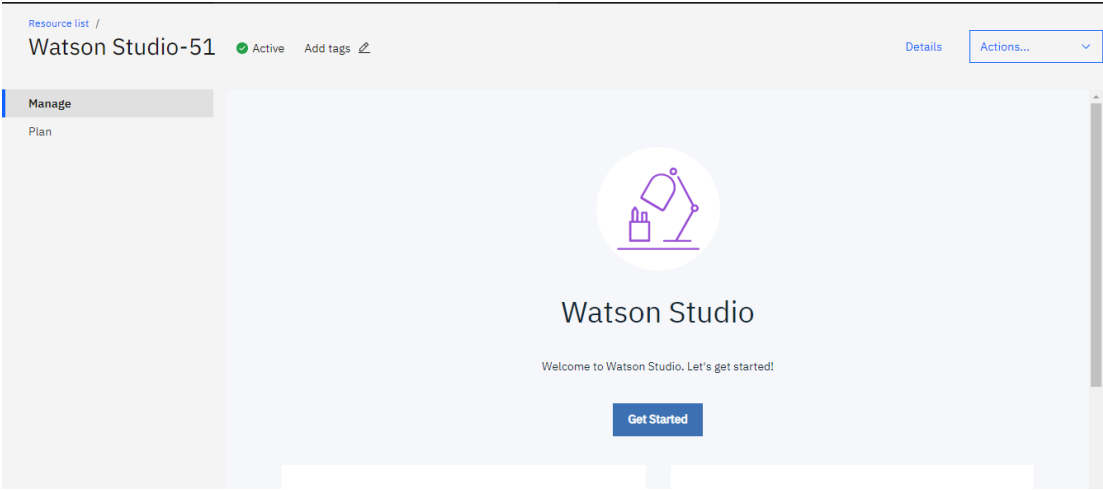 Resource list /
Watson Studio-51 Active Add tags Details Actions...
Manage
Plan
Watson Studio
Welcome to Watson Studio. Let's get started!
Get Started